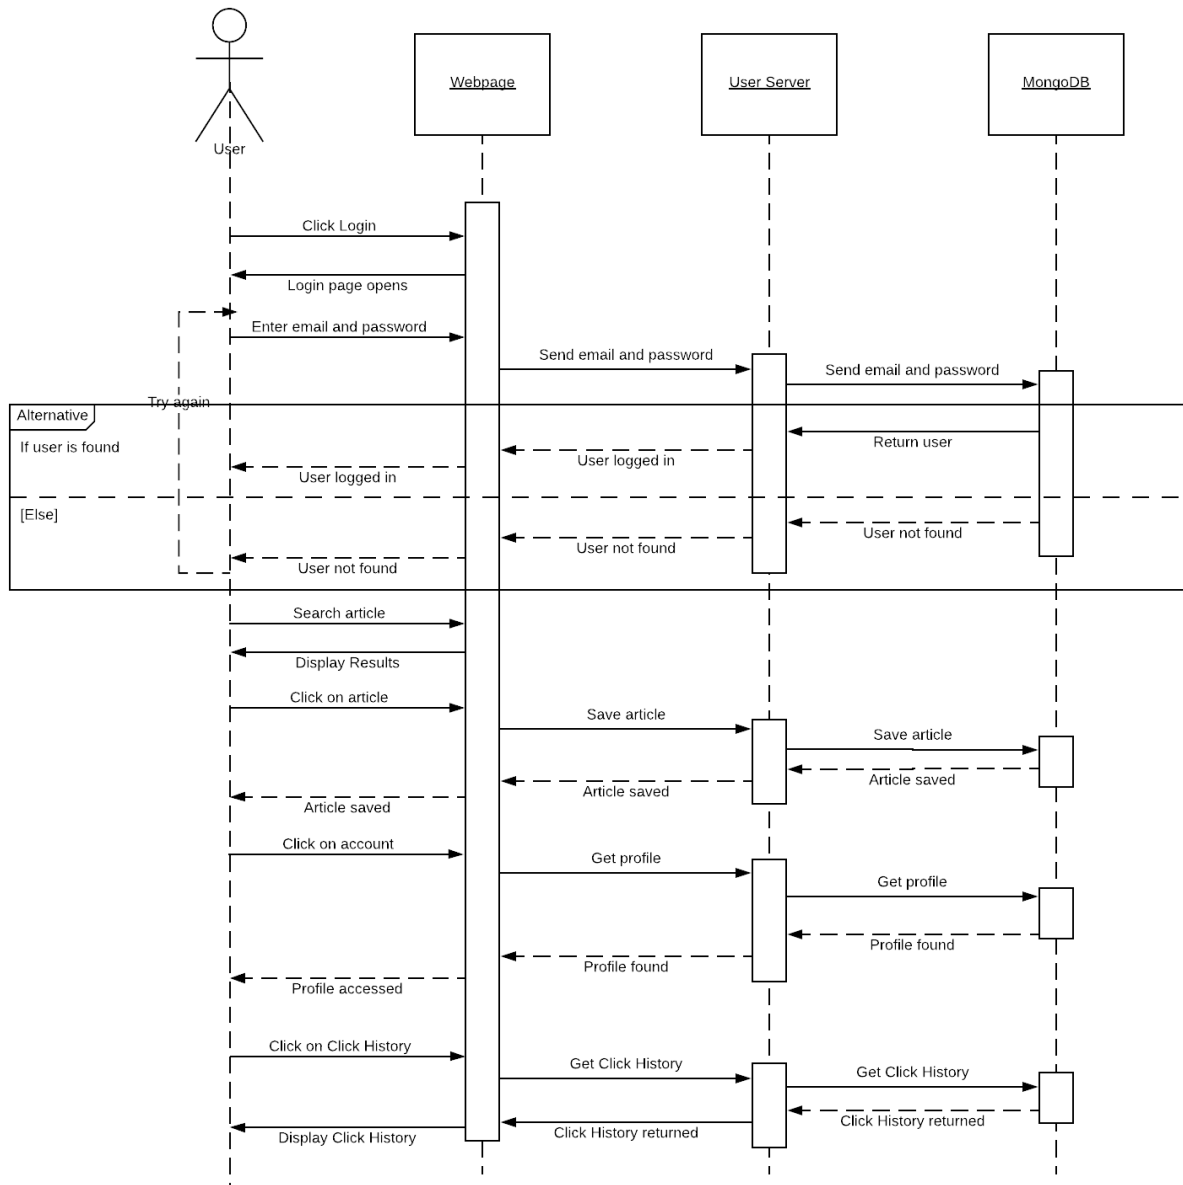 Webpage
User Server
MongoDB
User
Click Login
Login page opens
Enter email and password
Send email and password
Send email and password
Try again
Alternative
If user is found
Return user
User logged in
User logged in
[Else]
User not found
User not found
User not found
Search article
Display Results
Click on article
Save article
Save article
Article saved
Article saved
Article saved
Click on account
Get profile
Get profile
Profile found
Profile found
Profile accessed
Click on Click History
Get Click History
Get Click History
Click History returned
Click History returned
Display Click History